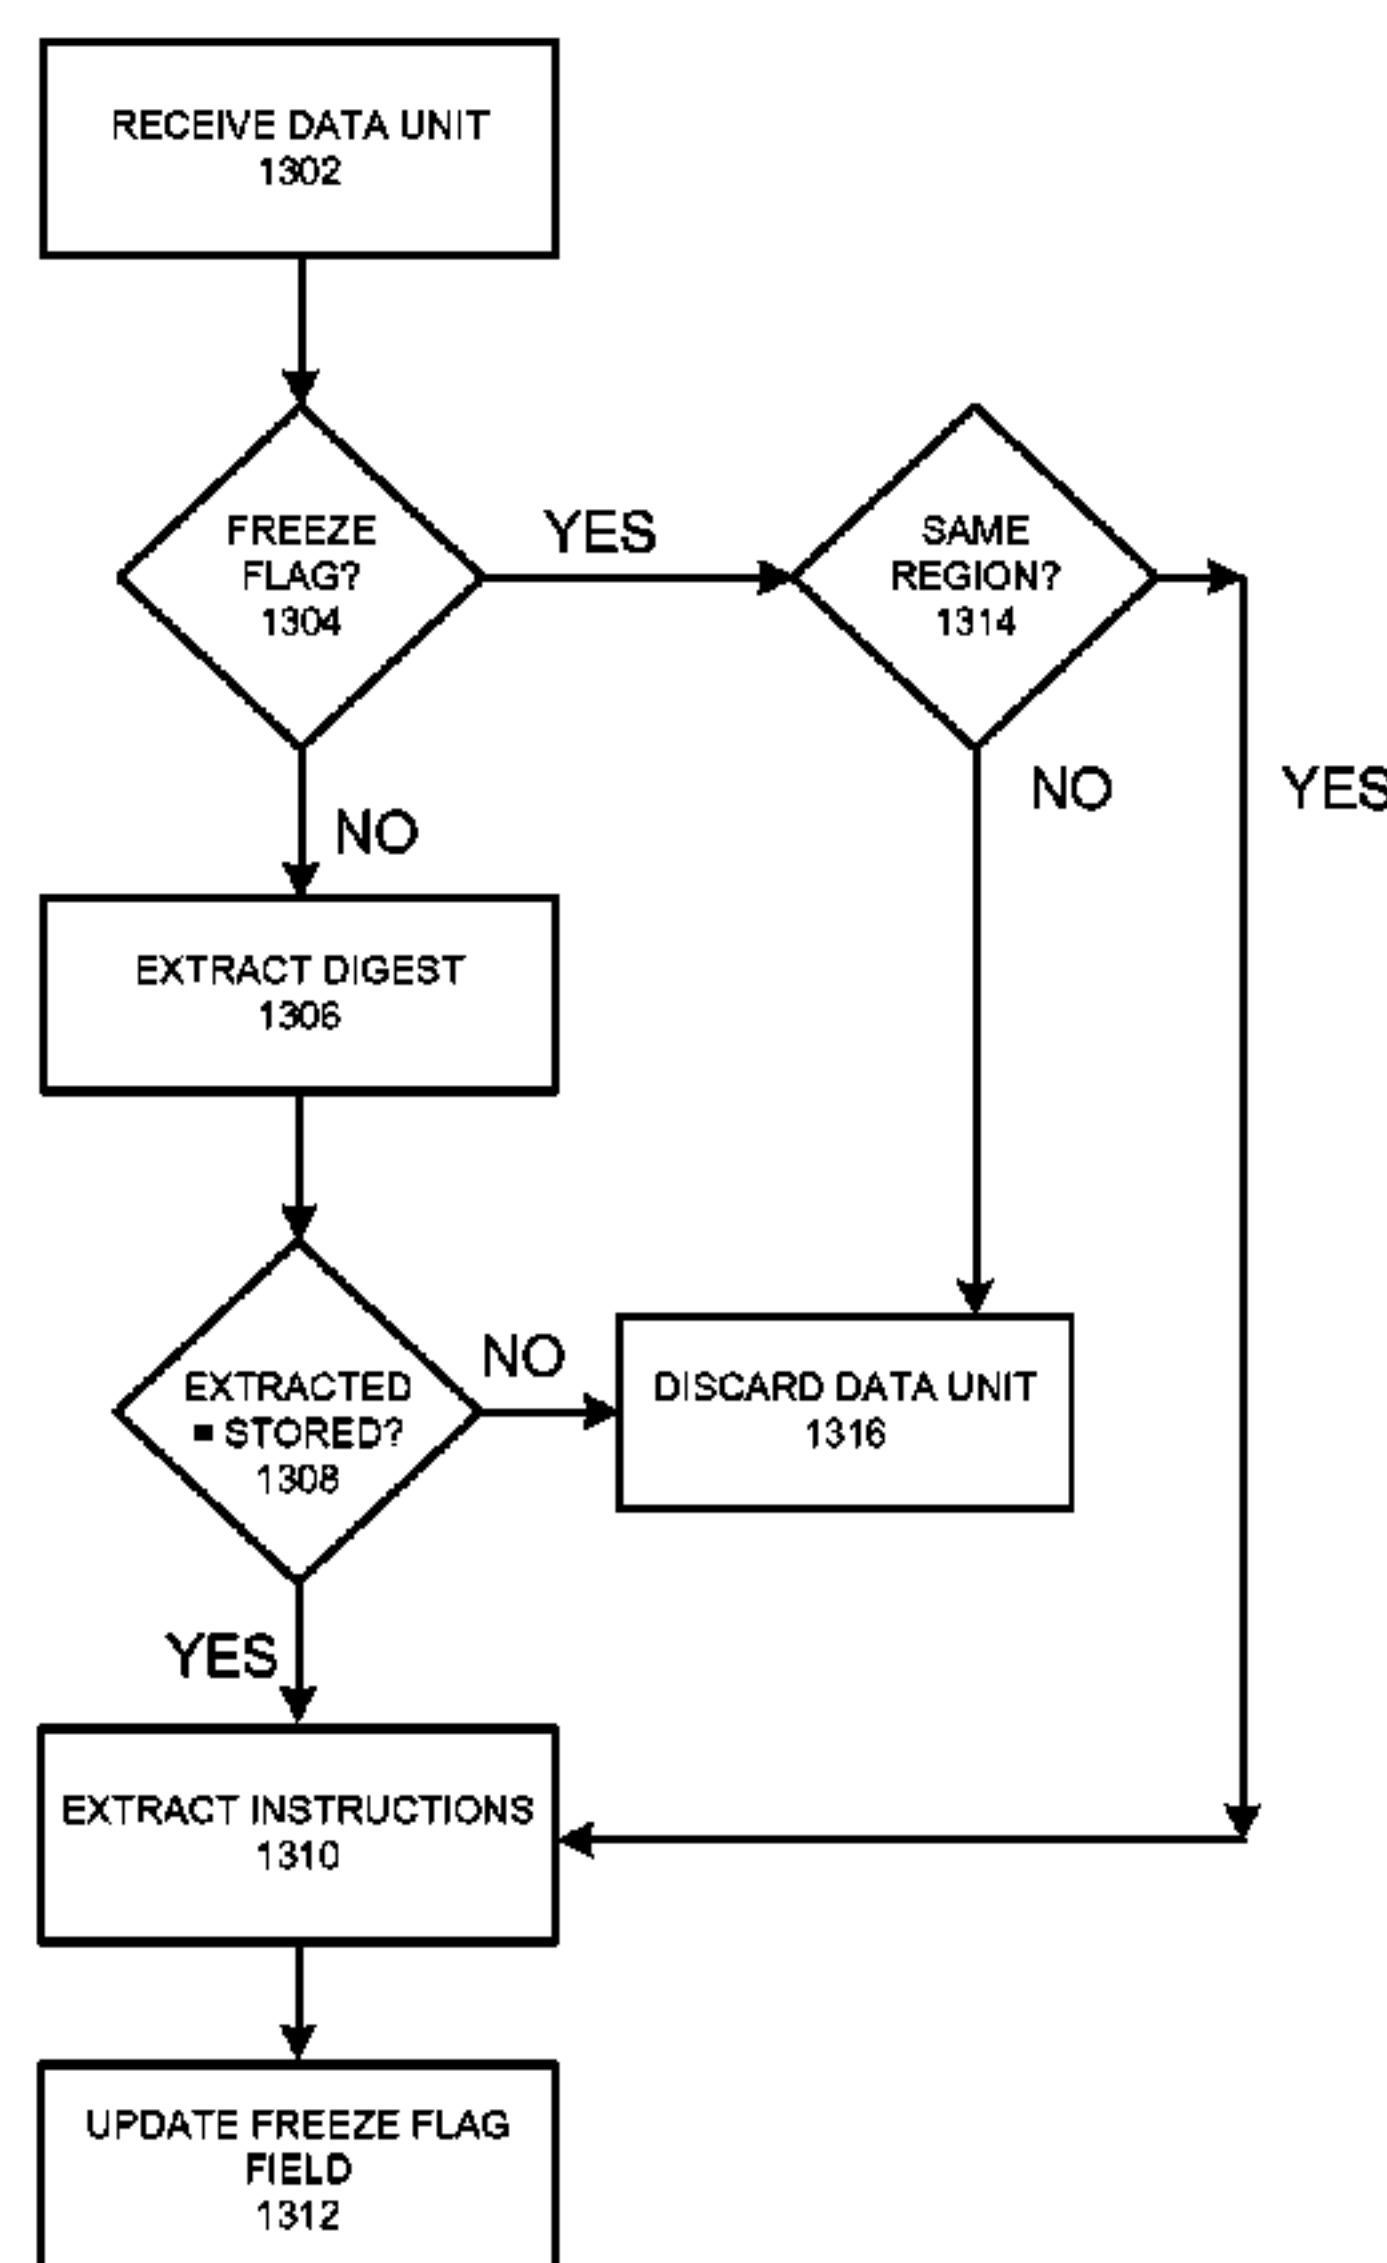 RECEIVE DATA UNIT
1302
FREEZE
FLAG?
1304
YES
SAME
REGION?
1314
NO
YES
NO
EXTRACT DIGEST
1306
EXTRACTED
= STORED?
1308
NO
DISCARD DATA UNIT
1316
YES
EXTRACT INSTRUCTIONS
1310
UPDATE FREEZE FLAG
FIELD
1312